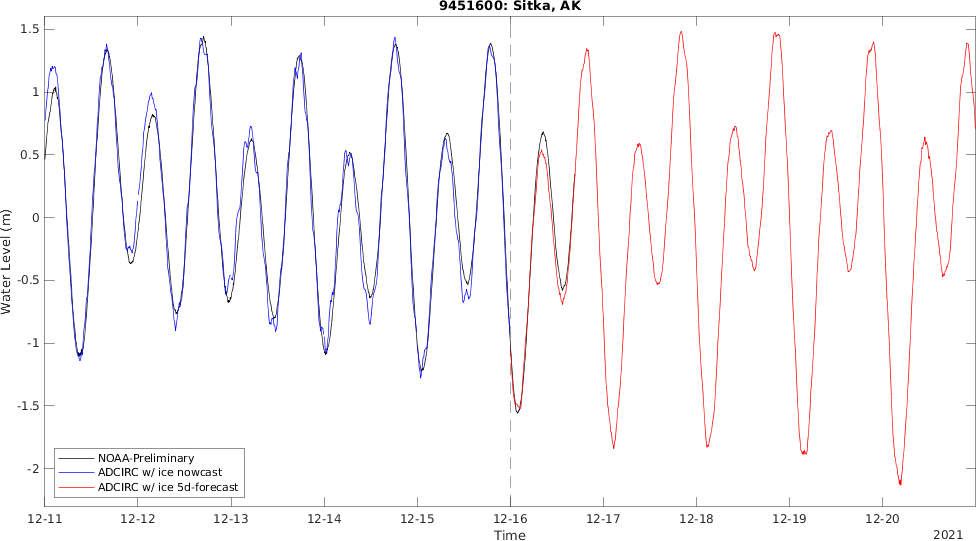 9451600: Sitka, AK
1.5
1
0.5
0
-0.5
-1
-1.5
-2
Water Level (m)
NOAA-Preliminary
ADCIRC w/ ice nowcast
ADCIRC w/ ice 5d-forecast
12-11 12-12 12-13 12-14 12-15 12-16 12-17 12-18 12-19 12-20
Time
2021